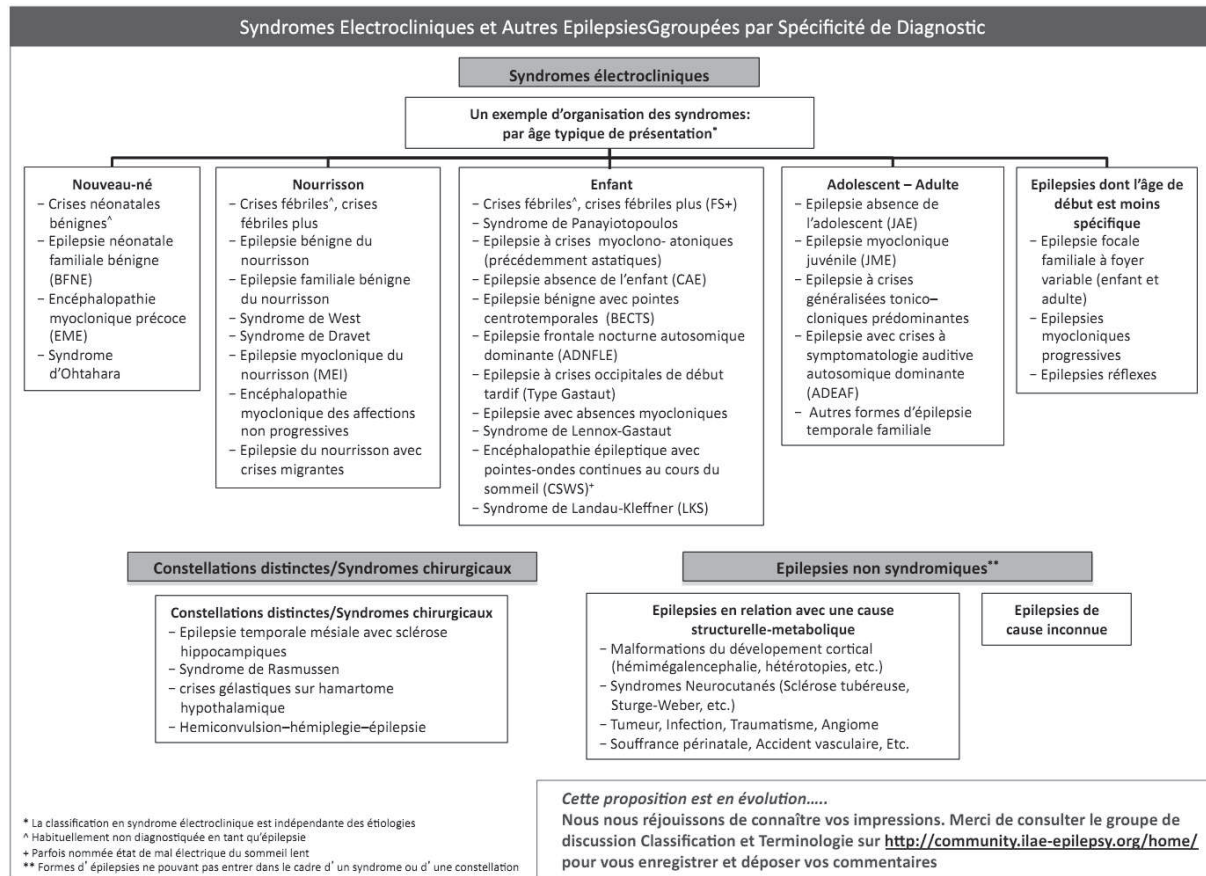 Syndromes Electrocliniques et Autres EpilepsiesGgroupées par Spécificité de Diagnostic
Syndromes électrocliniques
Un exemple d'organisation des syndromes:
par âge typique de présentation*
Nouveau-né
– Crises néonatales
bénignes^
– Epilepsie néonatale
familiale bénigne
(BFNE)
– Encéphalopathie
myoclonique précoce
(EME)
– Syndrome
d'Ohtahara
Nourrisson
– Crises fébriles^, crises
fébriles plus
– Epilepsie bénigne du
nourrisson
– Epilepsie familiale bénigne
du nourrisson
– Syndrome de West
– Syndrome de Dravet
– Epilepsie myoclonique du
nourrisson (MEI)
– Encéphalopathie
myoclonique des affections
non progressives
– Epilepsie du nourrisson avec
crises migrantes
Enfant
– Crises fébriles^, crises fébriles plus (FS+)
– Syndrome de Panayiotopoulos
– Epilepsie à crises myoclono- atoniques
(précédemment astatiques)
– Epilepsie absence de l'enfant (CAE)
– Epilepsie bénigne avec pointes
centrotemporales (BECTS)
– Epilepsie frontale nocturne autosomique
dominante (ADNFLE)
– Epilepsie à crises occipitales de début
tardif (Type Gastaut)
– Epilepsie avec absences myocloniques
– Syndrome de Lennox-Gastaut
– Encéphalopathie épileptique avec
pointes-ondes continues au cours du
sommeil (CSWS)+
– Syndrome de Landau-Kleffner (LKS)
Adolescent – Adulte
– Epilepsie absence de
l'adolescent (JAE)
– Epilepsie myoclonique
juvénile (JME)
– Epilepsie à crises
généralisées tonico–
cloniques prédominantes
– Epilepsie avec crises à
symptomatologie auditive
autosomique dominante
(ADEAF)
– Autres formes d'épilepsie
temporale familiale
Epilepsies dont l'âge de
début est moins
spécifique
– Epilepsie focale
familiale à foyer
variable (enfant et
adulte)
– Epilepsies
myocloniques
progressives
– Epilepsies réflexes
Constellations distinctes/Syndromes chirurgicaux
Constellations distinctes/Syndromes chirurgicaux
– Epilepsie temporale mésiale avec sclérose
hippocampiques
– Syndrome de Rasmussen
– crises gélastiques sur hamartome
hypothalamique
– Hemiconvulsion–hémiplegie–épilepsie
Epilepsies non syndromiques**
Epilepsies en relation avec une cause
structurelle-metabolique
– Malformations du dévelopement cortical
(hémimégalencephalie, hétérotopies, etc.)
– Syndromes Neurocutanés (Sclérose tubéreuse,
Sturge-Weber, etc.)
– Tumeur, Infection, Traumatisme, Angiome
– Souffrance périnatale, Accident vasculaire, Etc.
Epilepsies de
cause inconnue
* La classification en syndrome électroclinique est indépendante des étiologies
^ Habituellement non diagnostiquée en tant qu'épilepsie
+ Parfois nommée état de mal électrique du sommeil lent
** Formes d' épilepsies ne pouvant pas entrer dans le cadre d' un syndrome ou d' une constellation
Cette proposition est en évolution.....
Nous nous réjouissons de connaître vos impressions. Merci de consulter le groupe de
discussion Classification et Terminologie sur http://community.ilae-epilepsy.org/home/
pour vous enregistrer et déposer vos commentaires